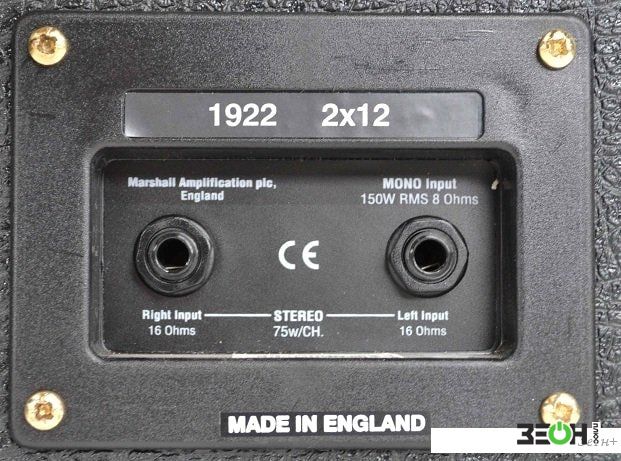 1922 2x12
Marshall Amplification plc,
England
MONO Input
150W RMS 8 Ohms
CE
Right Input
16 Ohms
STEREO
75w/CH.
Left Input
16 Ohms
MADE IN ENGLAND
ЗЕОН